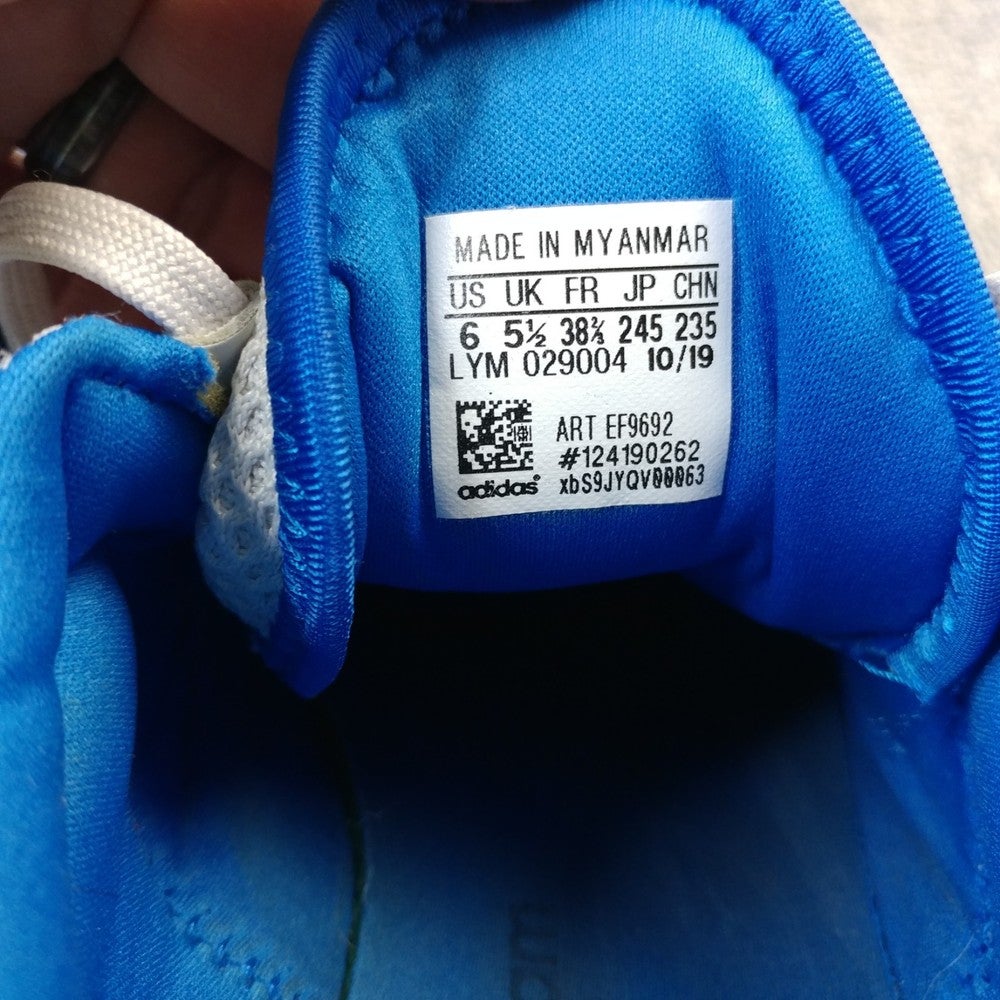 MADE IN MYANMAR
US UK FR JP CHN
6 5½ 38⅔ 245 235
LYM 029004 10/19
ART EF9692
#124190262
adidas® xbS9JYQV00063